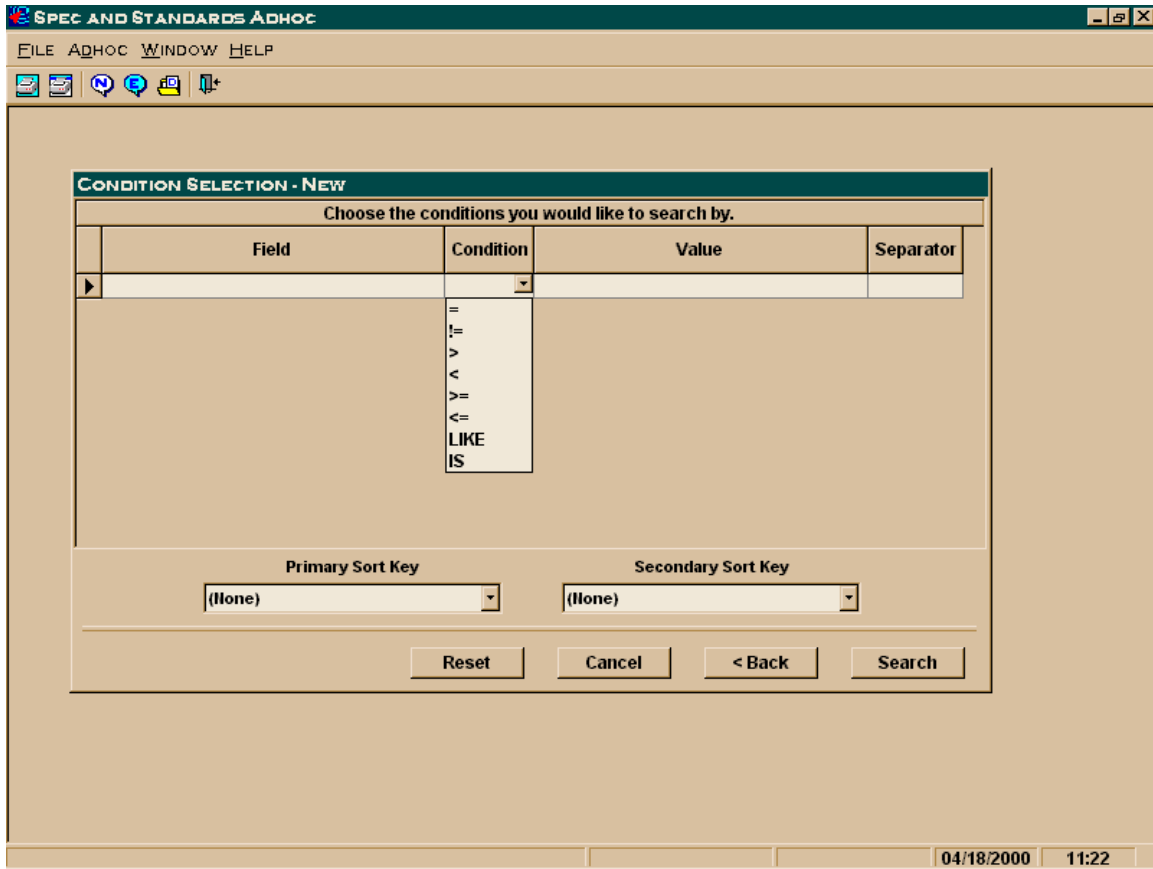 SPEC AND STANDARDS ADHOC
FILE ADHOC WINDOW HELP
N E
CONDITION SELECTION - NEW
Choose the conditions you would like to search by.
Field Condition Value Separator
=
!=
>
<
>=
<=
LIKE
IS
Primary Sort Key Secondary Sort Key
(None) (None)
Reset Cancel < Back Search
04/18/2000 11:22